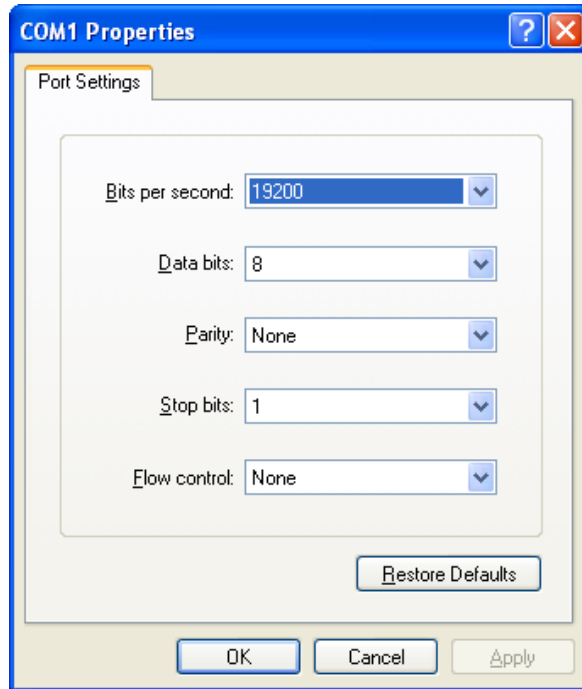 COM1 Properties
Port Settings
Bits per second: 19200
Data bits: 8
Parity: None
Stop bits: 1
Flow control: None
Restore Defaults
OK Cancel Apply